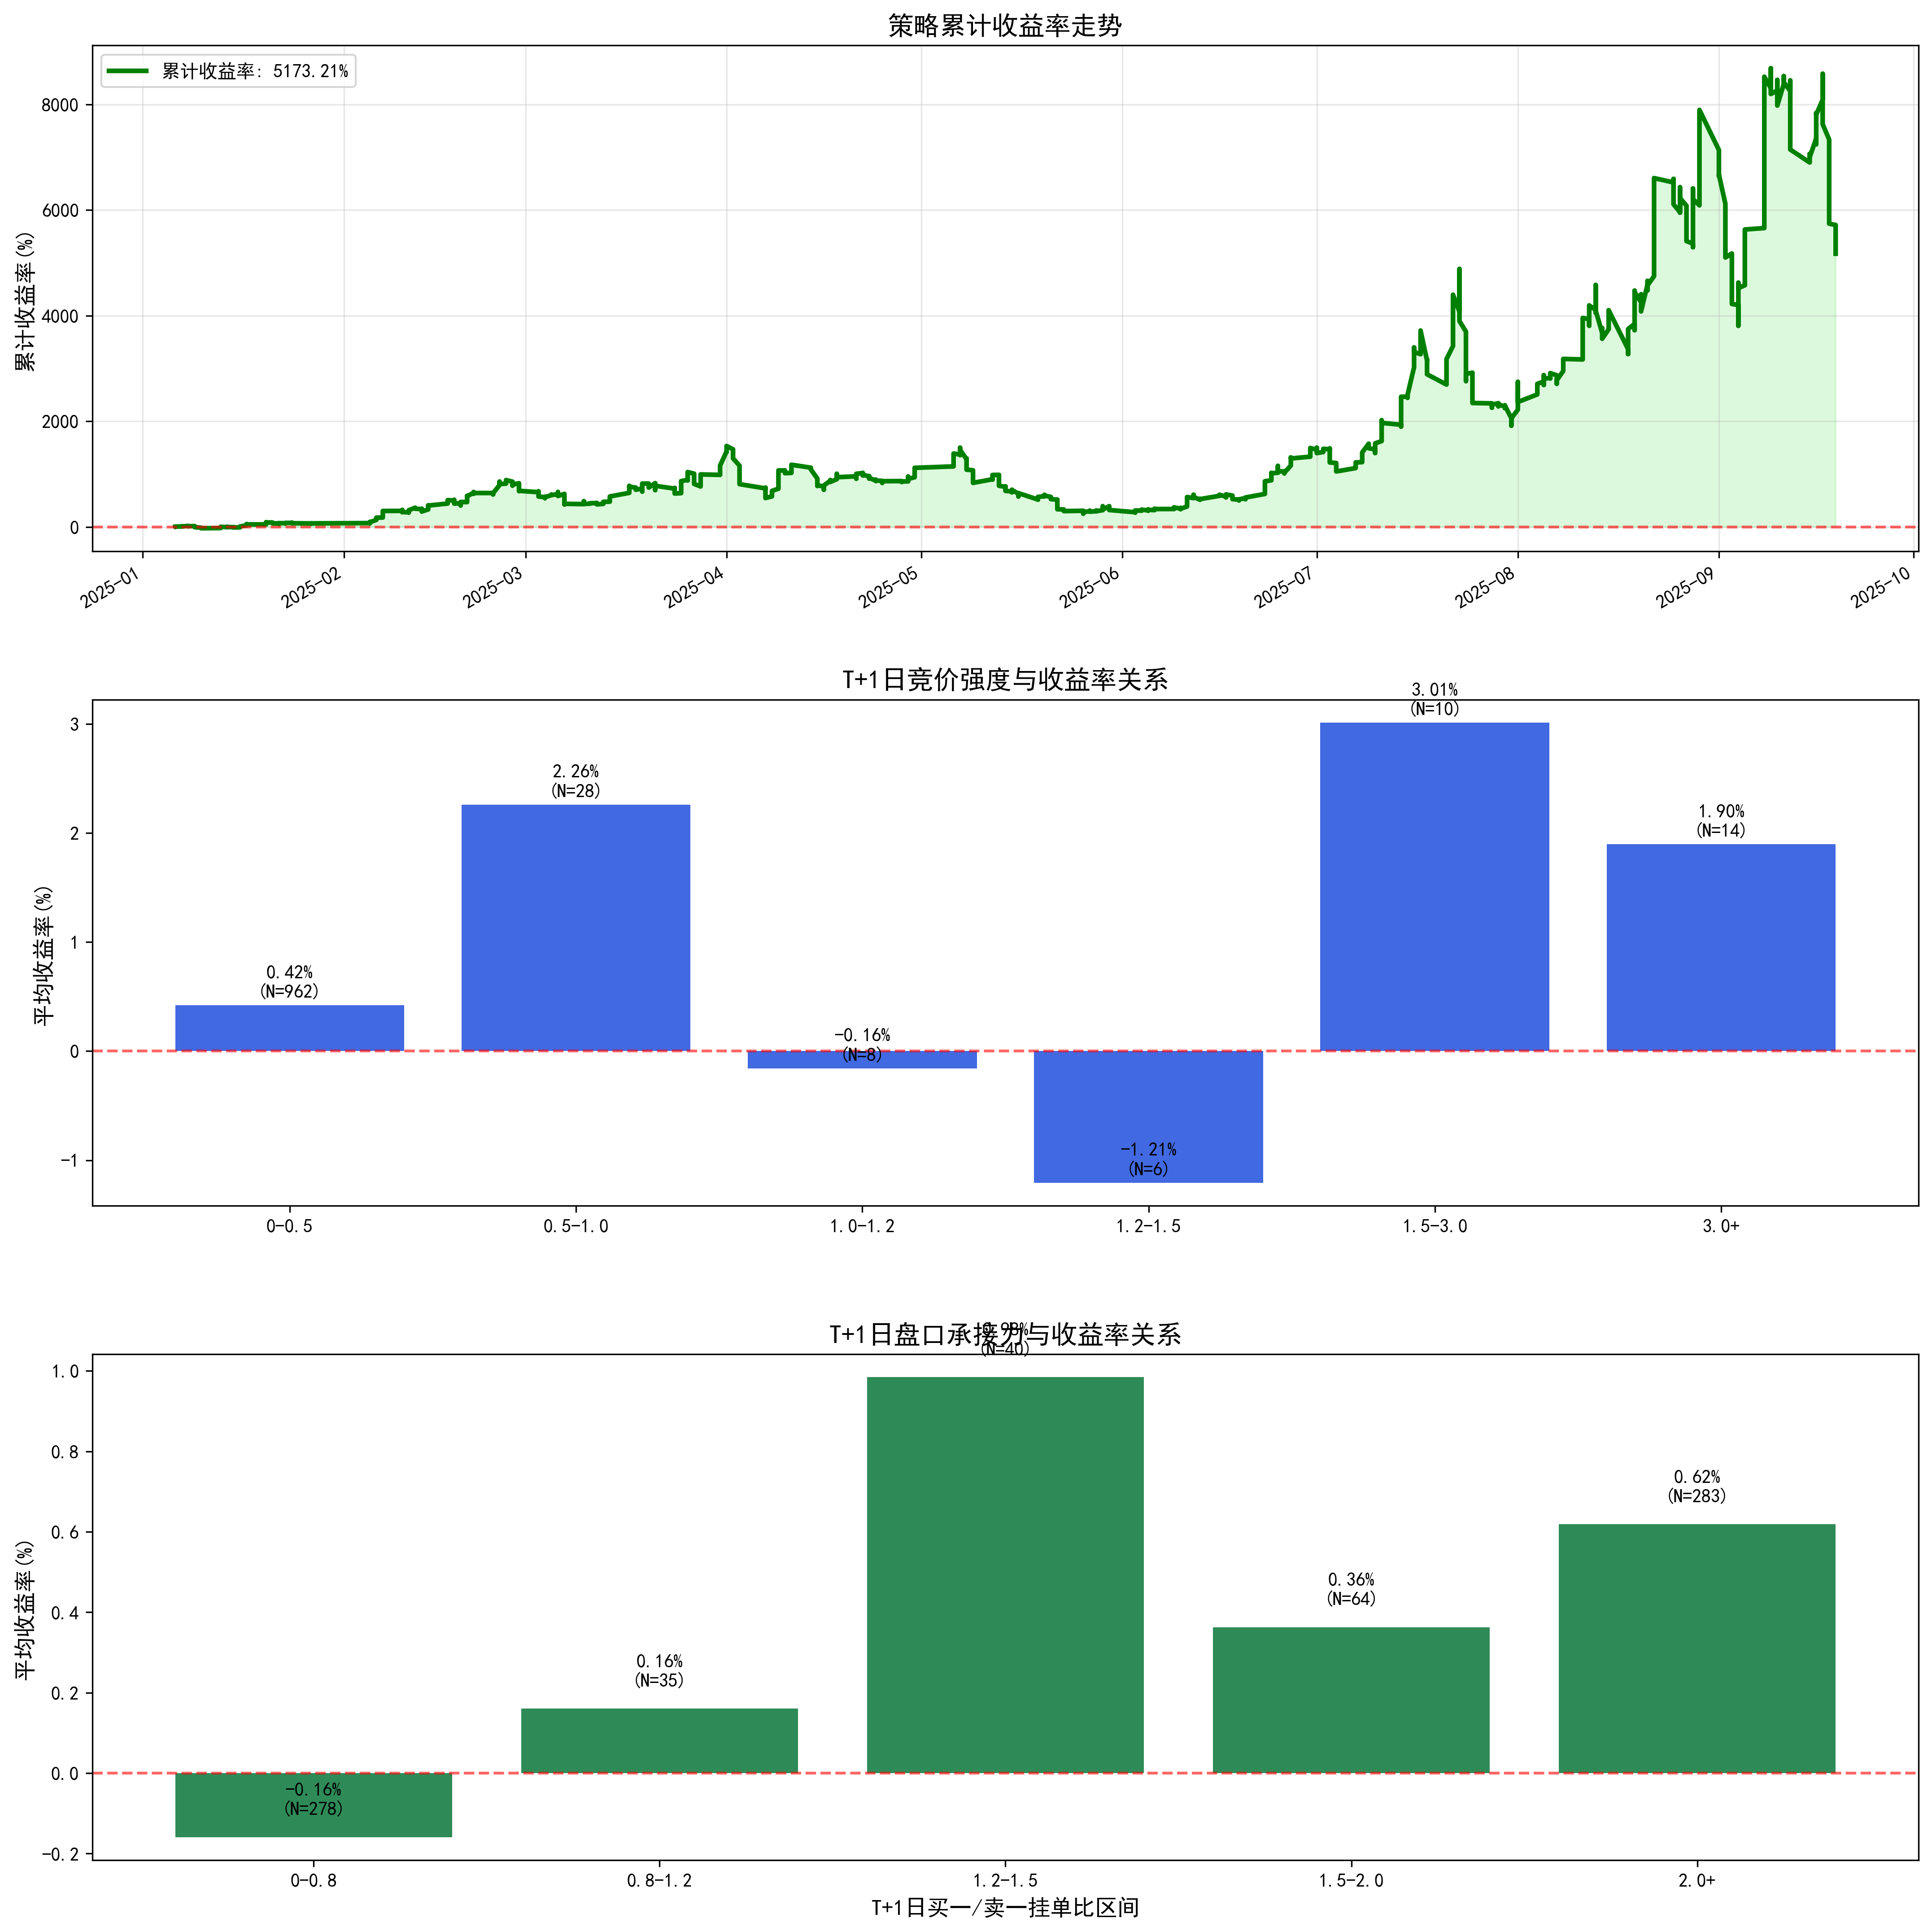 策略累计收益率走势
累计收益率: 5173.21%
累计收益率(%)
8000
6000
4000
2000
0
2025-01
2025-02
2025-03
2025-04
2025-05
2025-06
2025-07
2025-08
2025-09
2025-10
T+1日竞价强度与收益率关系
平均收益率(%)
3
2
1
0
-1
0.42%
(N=962)
2.26%
(N=28)
-0.16%
(N=8)
-1.21%
(N=6)
3.01%
(N=10)
1.90%
(N=14)
0-0.5
0.5-1.0
1.0-1.2
1.2-1.5
1.5-3.0
3.0+
T+1日盘口承接力与收益率关系
平均收益率(%)
1.0
0.8
0.6
0.4
0.2
0.0
-0.2
-0.16%
(N=278)
0.16%
(N=35)
0.98%
(N=40)
0.36%
(N=64)
0.62%
(N=283)
0-0.8
0.8-1.2
1.2-1.5
1.5-2.0
2.0+
T+1日买一/卖一挂单比区间